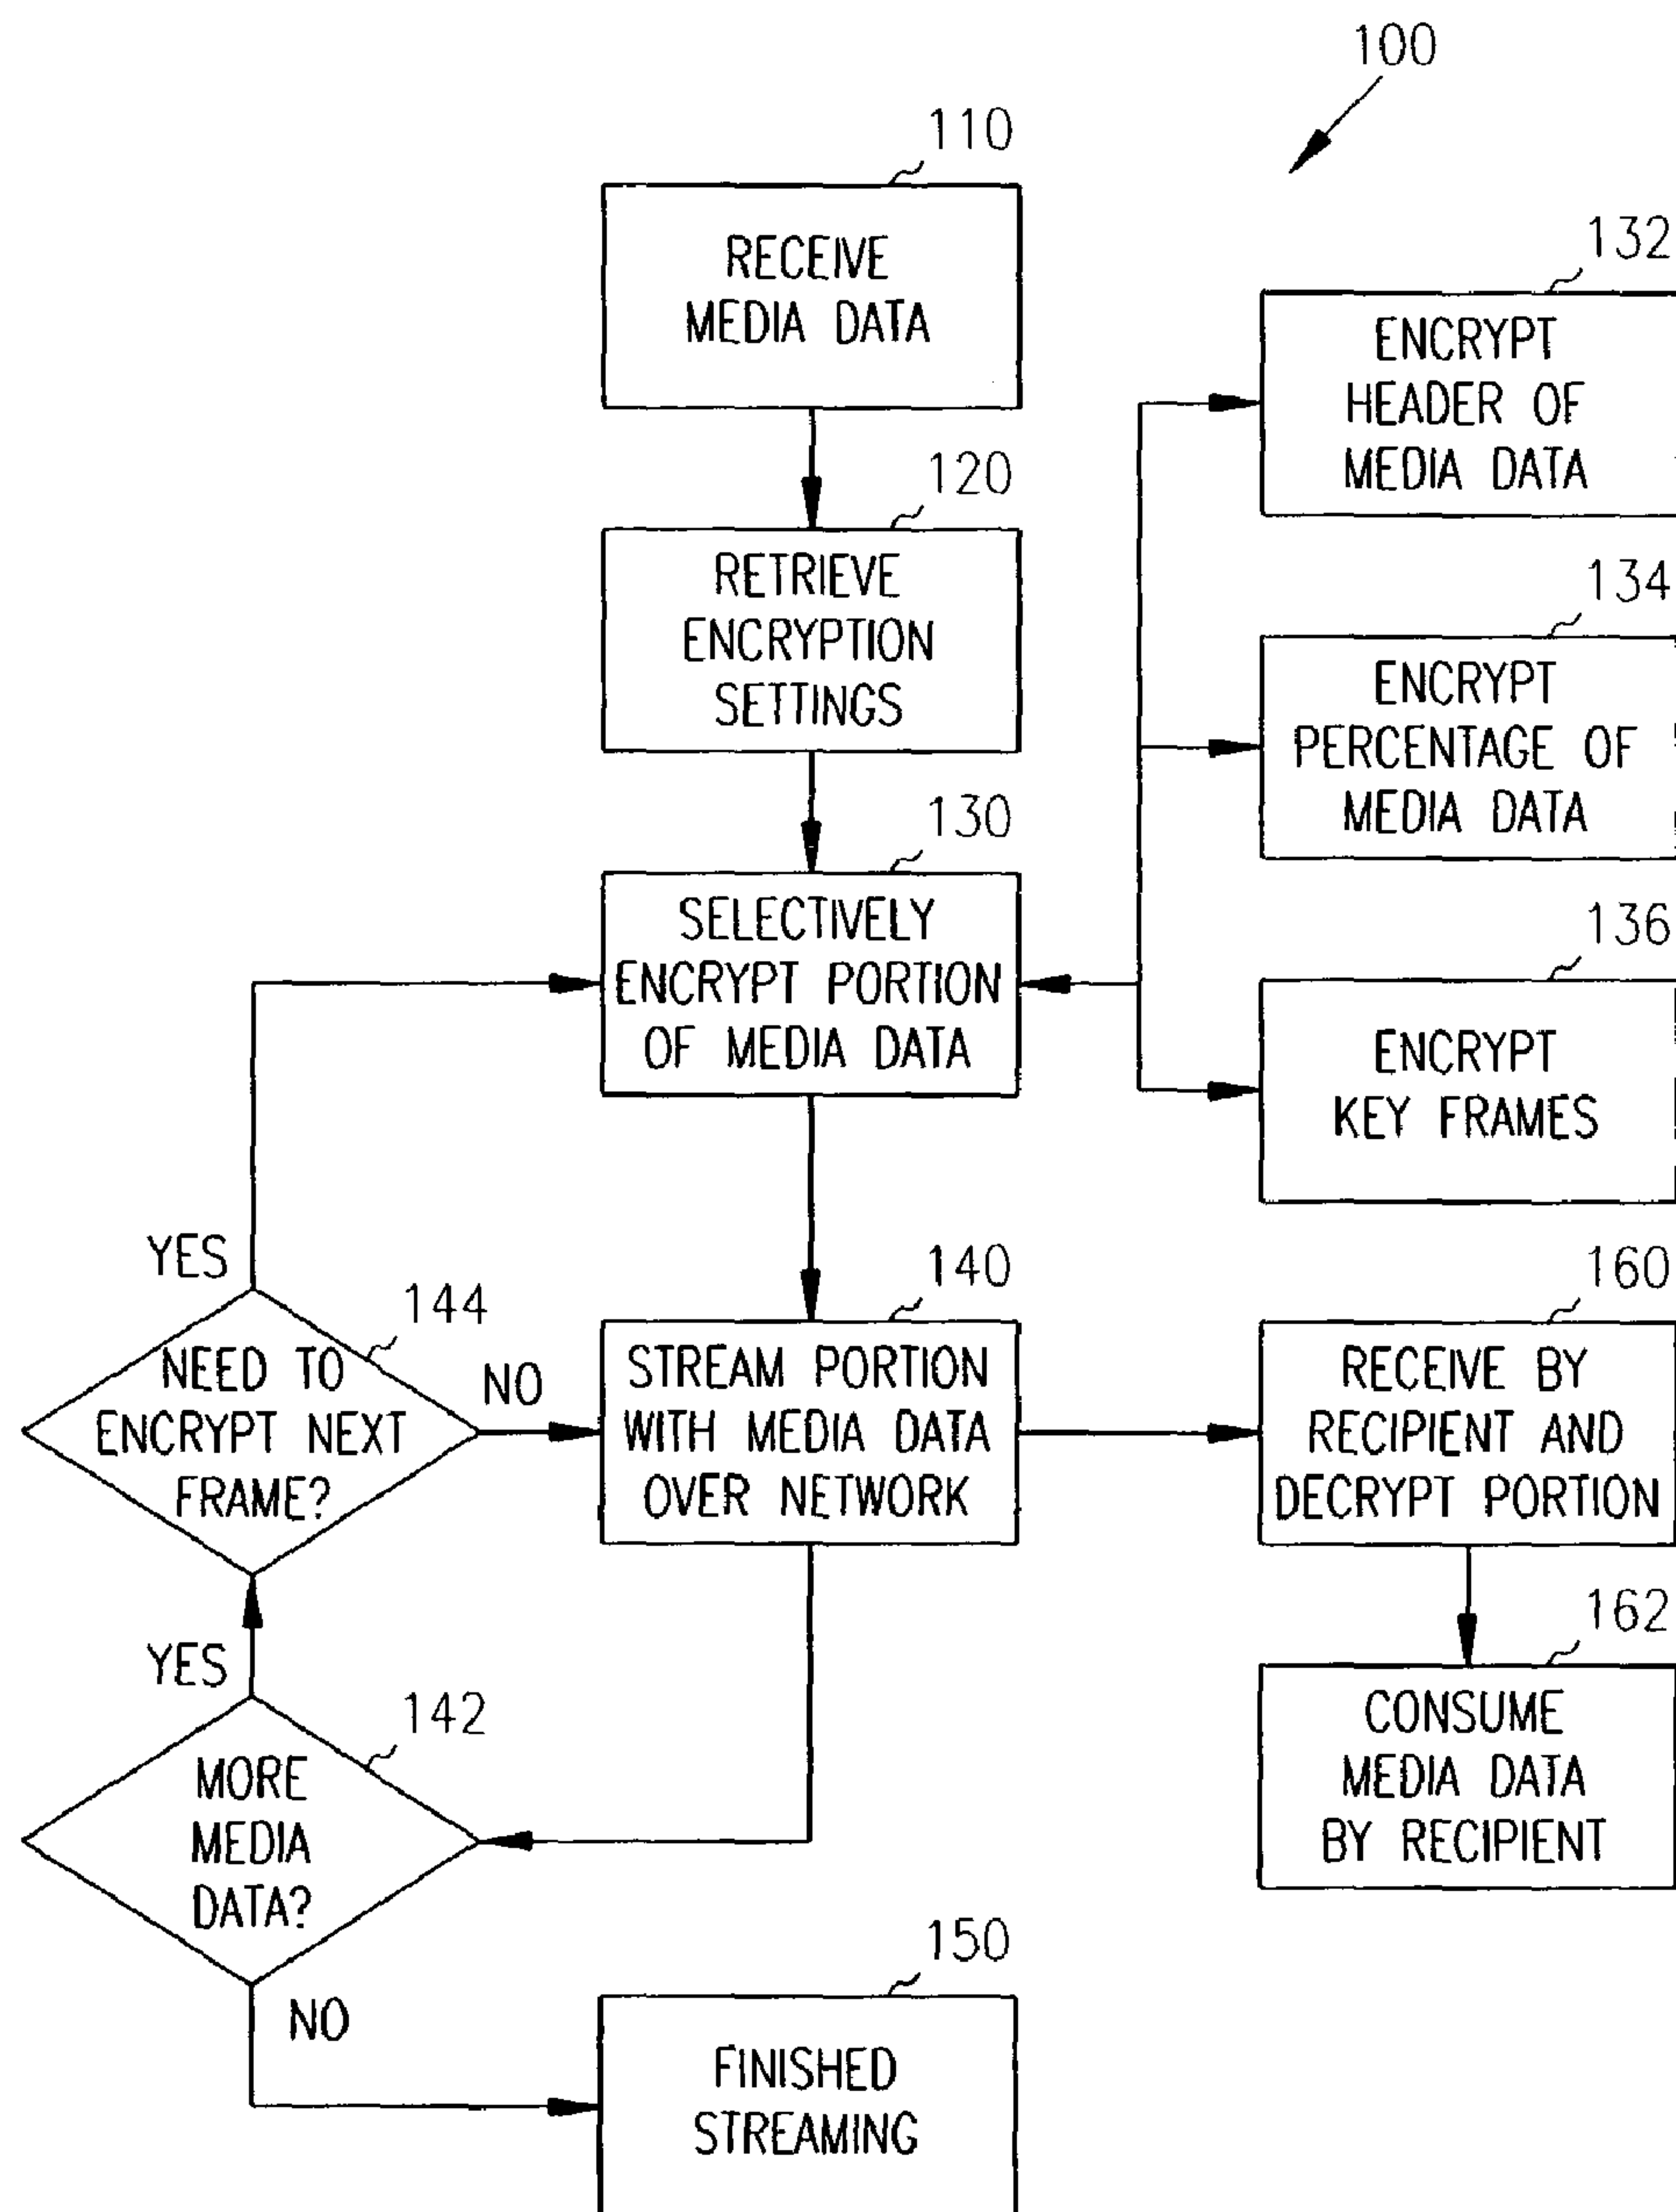 100
110
RECEIVE
MEDIA DATA
120
RETRIEVE
ENCRYPTION
SETTINGS
130
SELECTIVELY
ENCRYPT PORTION
OF MEDIA DATA
132
ENCRYPT
HEADER OF
MEDIA DATA
134
ENCRYPT
PERCENTAGE OF
MEDIA DATA
136
ENCRYPT
KEY FRAMES
140
STREAM PORTION
WITH MEDIA DATA
OVER NETWORK
YES
144
NEED TO
ENCRYPT NEXT
FRAME?
NO
YES
142
MORE
MEDIA
DATA?
NO
150
FINISHED
STREAMING
160
RECEIVE BY
RECIPIENT AND
DECRYPT PORTION
162
CONSUME
MEDIA DATA
BY RECIPIENT